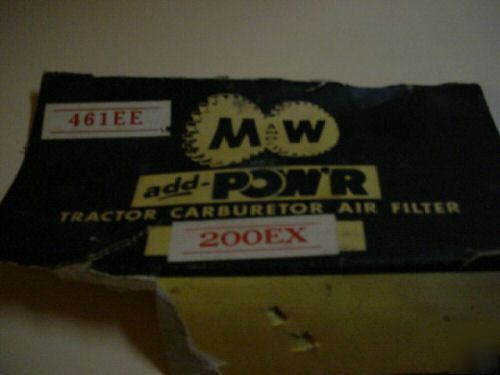 461EE
M & W
add-POW'R
TRACTOR CARBURETOR AIR FILTER
200EX